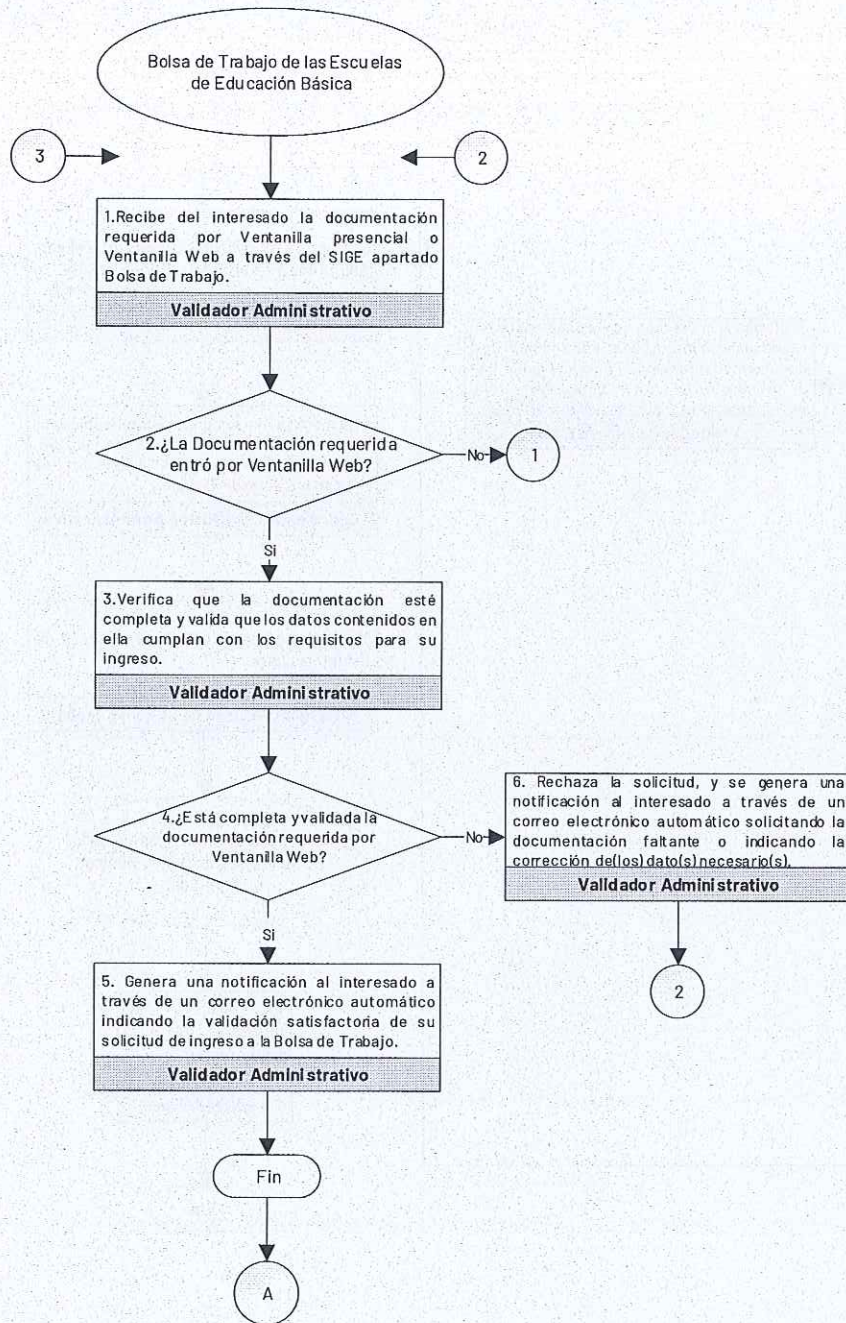 Bolsa de Trabajo de las Escuelas
de Educación Básica
3
2
1.Recibe del interesado la documentación
requerida por Ventanilla presencial o
Ventanilla Web a través del SIGE apartado
Bolsa de Trabajo.
Validador Administrativo
2.¿La Documentación requerida
entró por Ventanilla Web?
No
1
Si
3.Verifica que la documentación esté
completa y valida que los datos contenidos en
ella cumplan con los requisitos para su
ingreso.
Validador Administrativo
4.¿Está completa y validada la
documentación requerida por
Ventanilla Web?
No
6. Rechaza la solicitud, y se genera una
notificación al interesado a través de un
correo electrónico automático solicitando la
documentación faltante o indicando la
corrección de(los) dato(s) necesario(s).
Validador Administrativo
2
Si
5. Genera una notificación al interesado a
través de un correo electrónico automático
indicando la validación satisfactoria de su
solicitud de ingreso a la Bolsa de Trabajo.
Validador Administrativo
Fin
A